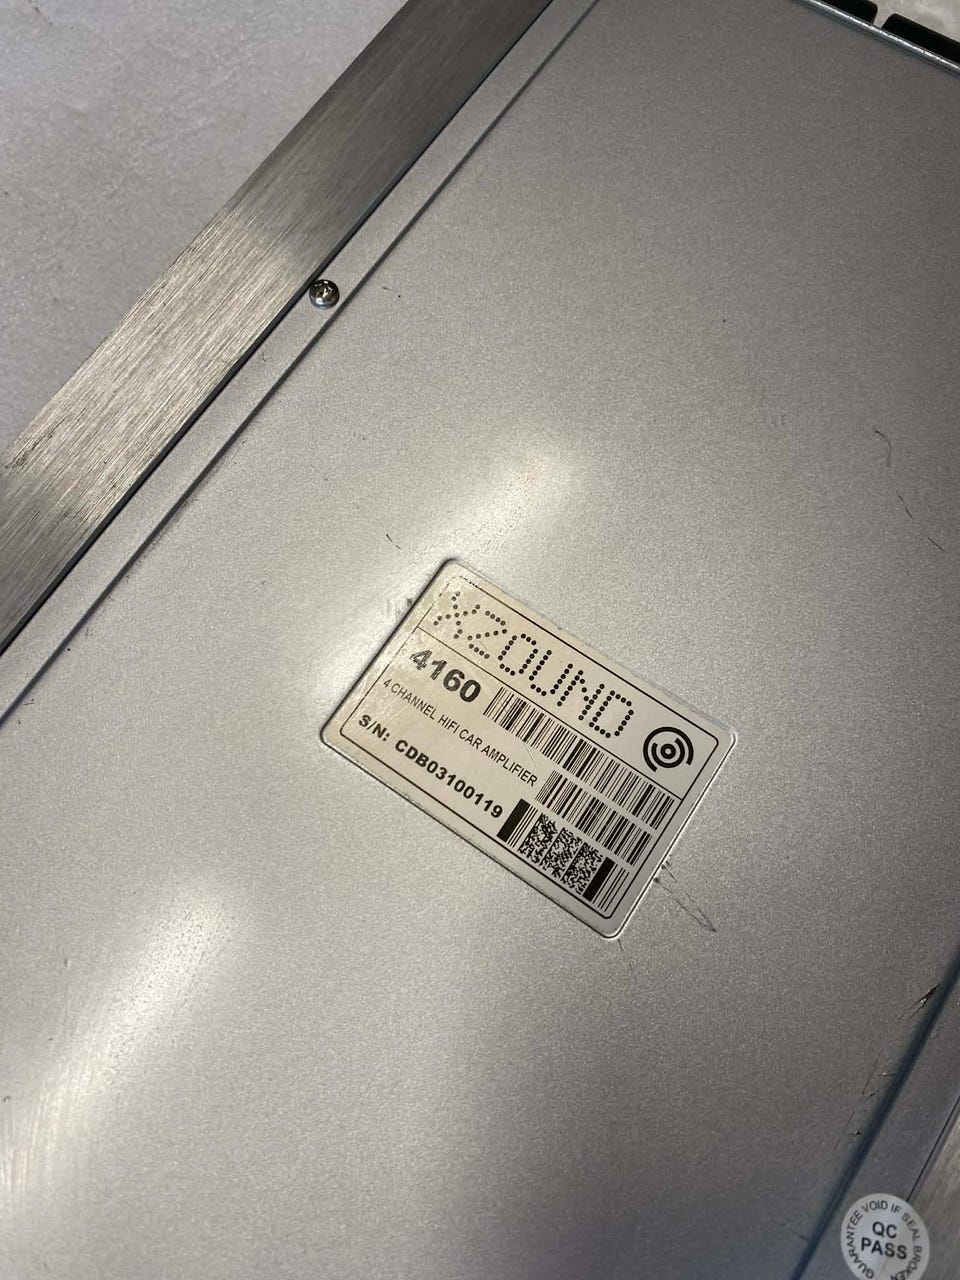 XZOUND
4160
4 CHANNEL HIFI CAR AMPLIFIER
S/N: CDB03100119
GUARANTEE VOID IF SEAL BROKEN
QC
PASS